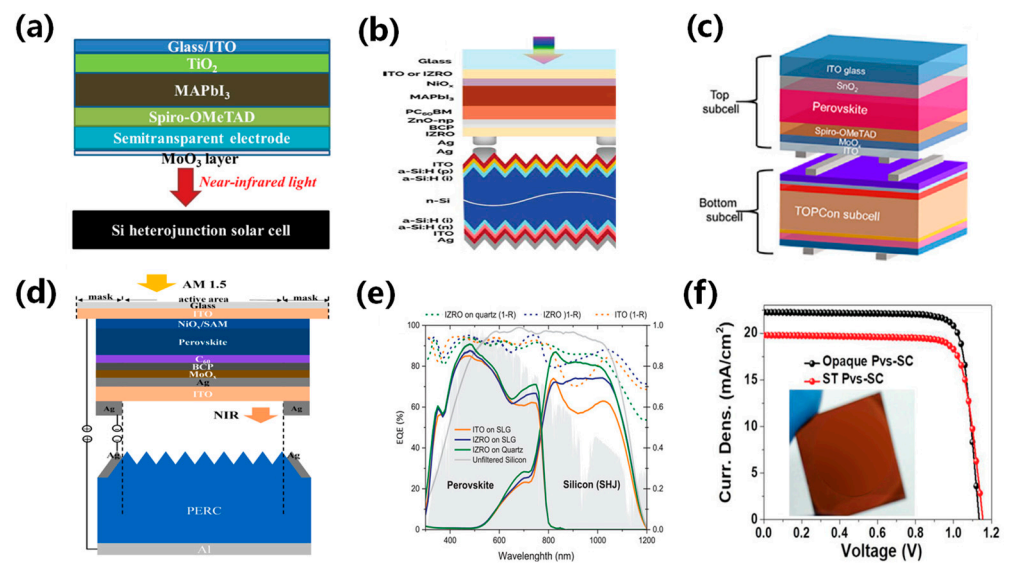 (a)
Glass/ITO
TiO2
MAPbI3
Spiro-OMeTAD
Semitransparent electrode
MoO3 layer
Near-infrared light
Si heterojunction solar cell
(b)
Glass
ITO or IZRO
NiOx
MAPbI3
PC60BM
ZnO-np
BCP
IZRO
Ag
Ag
ITO
a-Si:H (p)
a-Si:H (i)
n-Si
a-Si:H (i)
a-Si:H (n)
ITO
Ag
(c)
Top
subcell
ITO glass
SnO2
Perovskite
Spiro-OMeTAD
MoOx
ITO
Bottom
subcell
TOPCon subcell
(d)
AM 1.5
mask active area mask
Glass
ITO
NiOx/SAM
Perovskite
C60
BCP
MoOx
Ag
ITO
Ag NIR Ag
Ag Ag
PERC
Al
(e)
IZRO on quartz (1-R) IZRO )1-R) ITO (1-R)
100 1.0
80 0.8
60 0.6
40 0.4
20 0.2
0 0.0
EQE (%)
ITO on SLG
IZRO on SLG
IZRO on Quartz
Unfiltered Silicon
Perovskite Silicon (SHJ)
400 600 800 1000 1200
Wavelenghth (nm)
(f)
Curr. Dens. (mA/cm2)
20
15
10
5
0
Opaque Pvs-SC
ST Pvs-SC
0.0 0.2 0.4 0.6 0.8 1.0 1.2
Voltage (V)